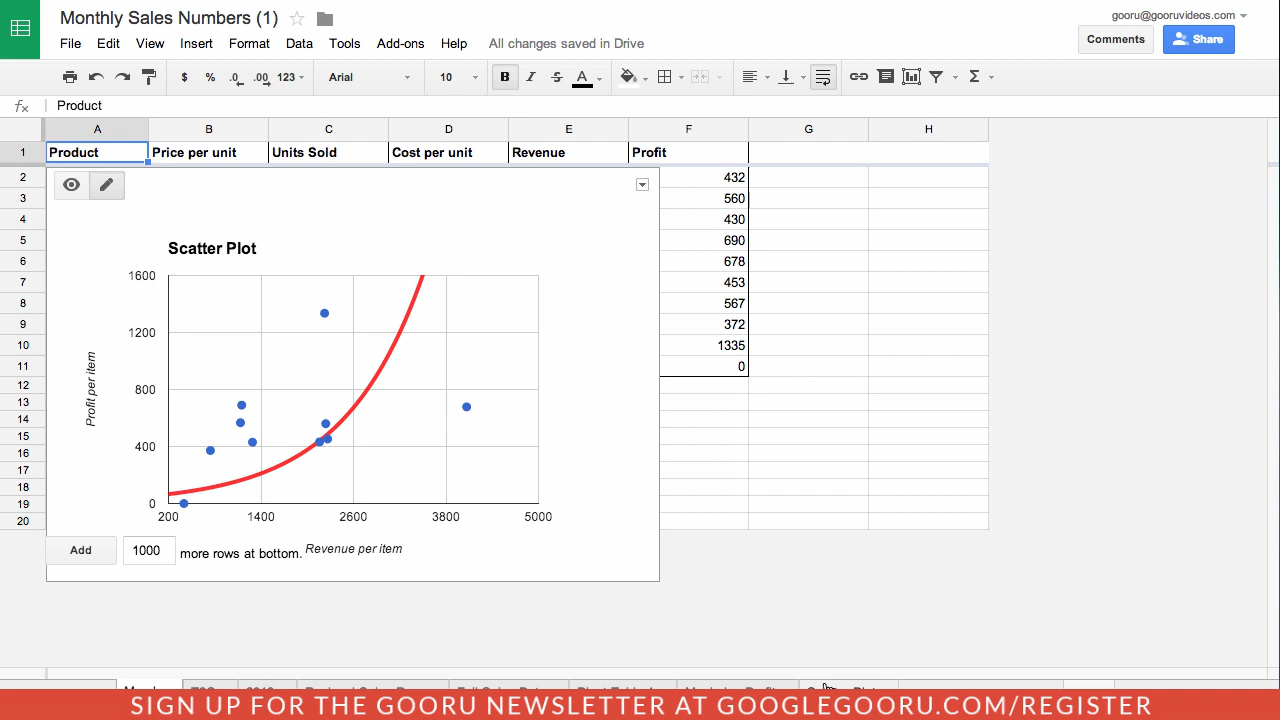 Monthly Sales Numbers (1)
gooru@gooruvideos.com
File Edit View Insert Format Data Tools Add-ons Help All changes saved in Drive
Comments Share
$ % .0 .00 123 Arial 10 B I S A Σ
fx Product
A B C D E F G H
1 Product Price per unit Units Sold Cost per unit Revenue Profit
2 432
3 560
4 430
5 690
6 678
7 453
8 567
9 372
10 1335
11 0
12
13
14
15
16
17
18
19
20
Scatter Plot
Profit per item
1600
1200
800
400
0
200 1400 2600 3800 5000
Revenue per item
Add 1000 more rows at bottom.
SIGN UP FOR THE GOORU NEWSLETTER AT GOOGLEGOORU.COM/REGISTER